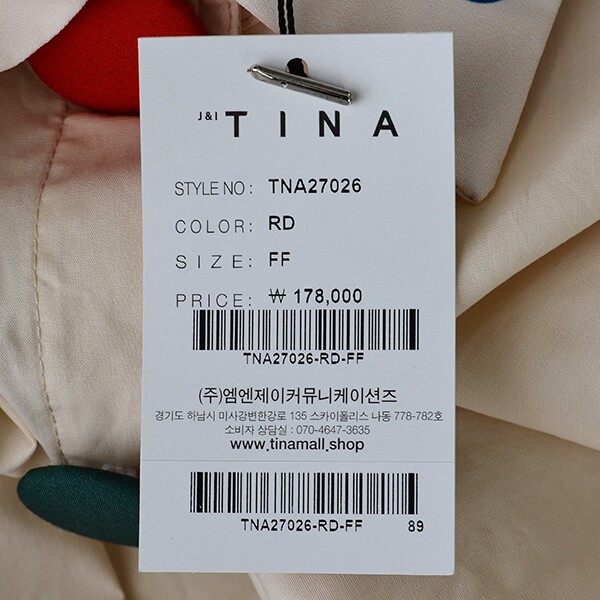 J&I TINA
STYLE NO : TNA27026
COLOR: RD
SIZE: FF
PRICE: ₩ 178,000
TNA27026-RD-FF
(주)엠엔제이커뮤니케이션즈
경기도 하남시 미사강변한강로 135 스카이폴리스 나동 778-782호
소비자 상담실 : 070-4647-3635
www.tinamall.shop
TNA27026-RD-FF 89